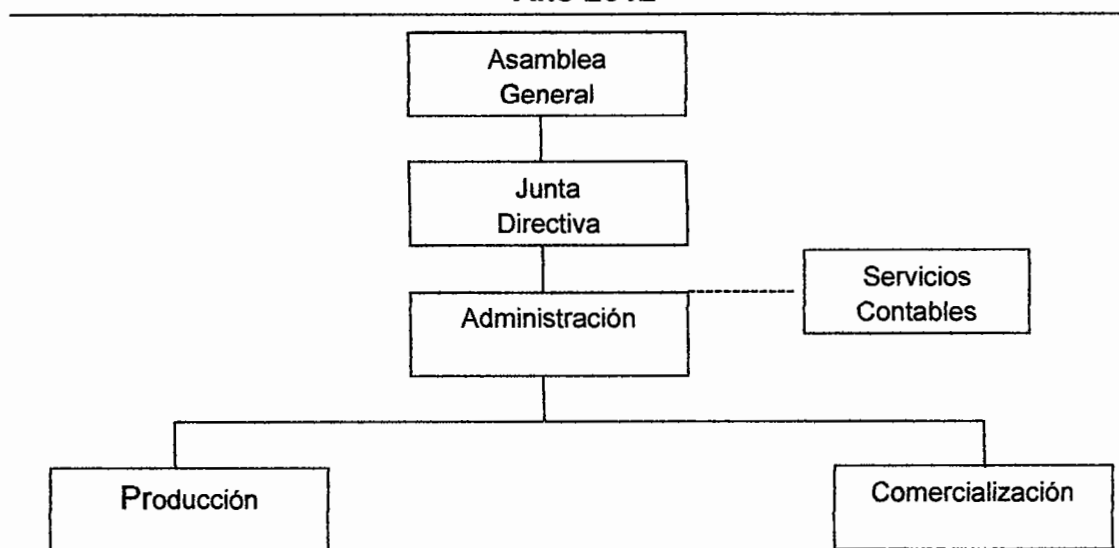 Asamblea
General
Junta
Directiva
Servicios
Contables
Administración
Producción
Comercialización